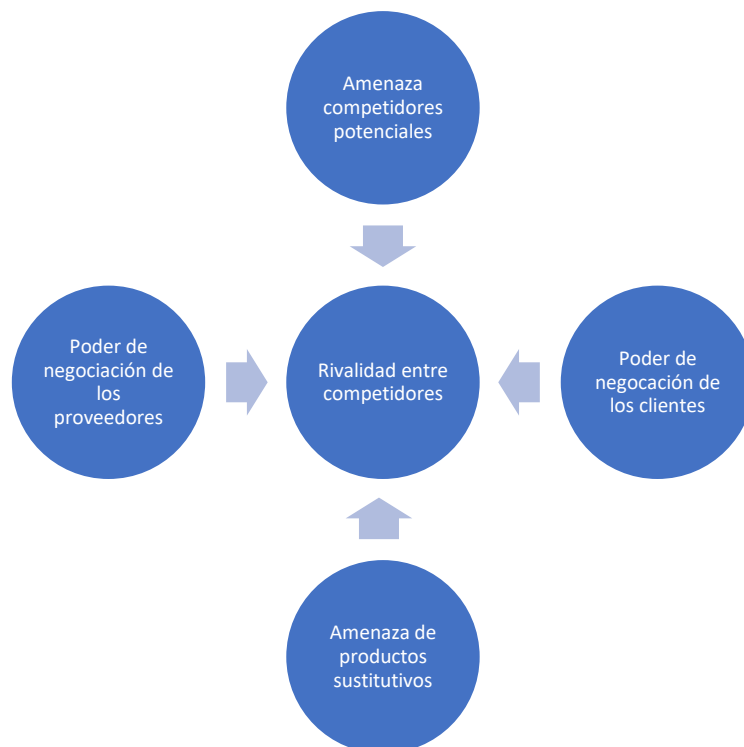 Amenaza
competidores
potenciales
Poder de
negociación de
los
proveedores
Rivalidad entre
competidores
Poder de
negocación de
los clientes
Amenaza de
productos
sustitutivos